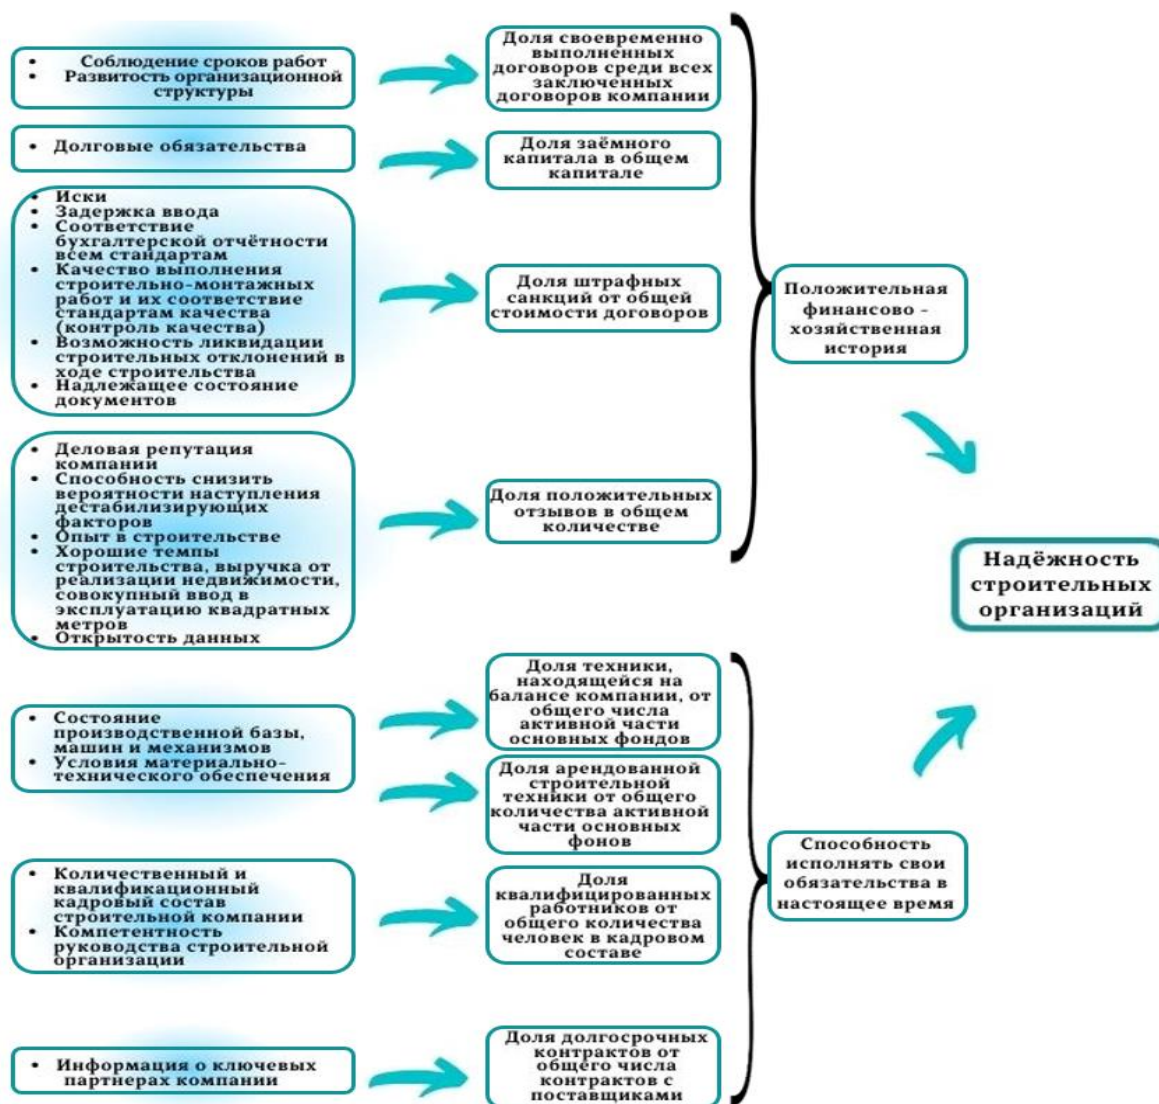 • Соблюдение сроков работ
• Развитость организационной
структуры
Доля своевременно
выполненных
договоров среди всех
заключенных
договоров компании
• Долговые обязательства
Доля заёмного
капитала в общем
капитале
• Иски
• Задержка ввода
• Соответствие
бухгалтерской отчётности
всем стандартам
• Качество выполнения
строительно-монтажных
работ и их соответствие
стандартам качества
(контроль качества)
• Возможность ликвидации
строительных отклонений в
ходе строительства
• Надлежащее состояние
документов
Доля штрафных
санкций от общей
стоимости договоров
Положительная
финансово -
хозяйственная
история
• Деловая репутация
компании
• Способность снизить
вероятности наступления
дестабилизирующих
факторов
• Опыт в строительстве
• Хорошие темпы
строительства, выручка от
реализации недвижимости,
совокупный ввод в
эксплуатацию квадратных
метров
• Открытость данных
Доля положительных
отзывов в общем
количестве
Надёжность
строительных
организаций
• Состояние
производственной базы,
машин и механизмов
• Условия материально-
технического обеспечения
Доля техники,
находящейся на
балансе компании, от
общего числа
активной части
основных фондов
Доля арендованной
строительной
техники от общего
количества активной
части основных
фонов
• Количественный и
квалификационный
кадровый состав
строительной компании
• Компетентность
руководства строительной
организации
Доля
квалифицированных
работников от
общего количества
человек в кадровом
составе
Способность
исполнять свои
обязательства в
настоящее время
• Информация о ключевых
партнерах компании
Доля долгосрочных
контрактов от
общего числа
контрактов с
поставщиками